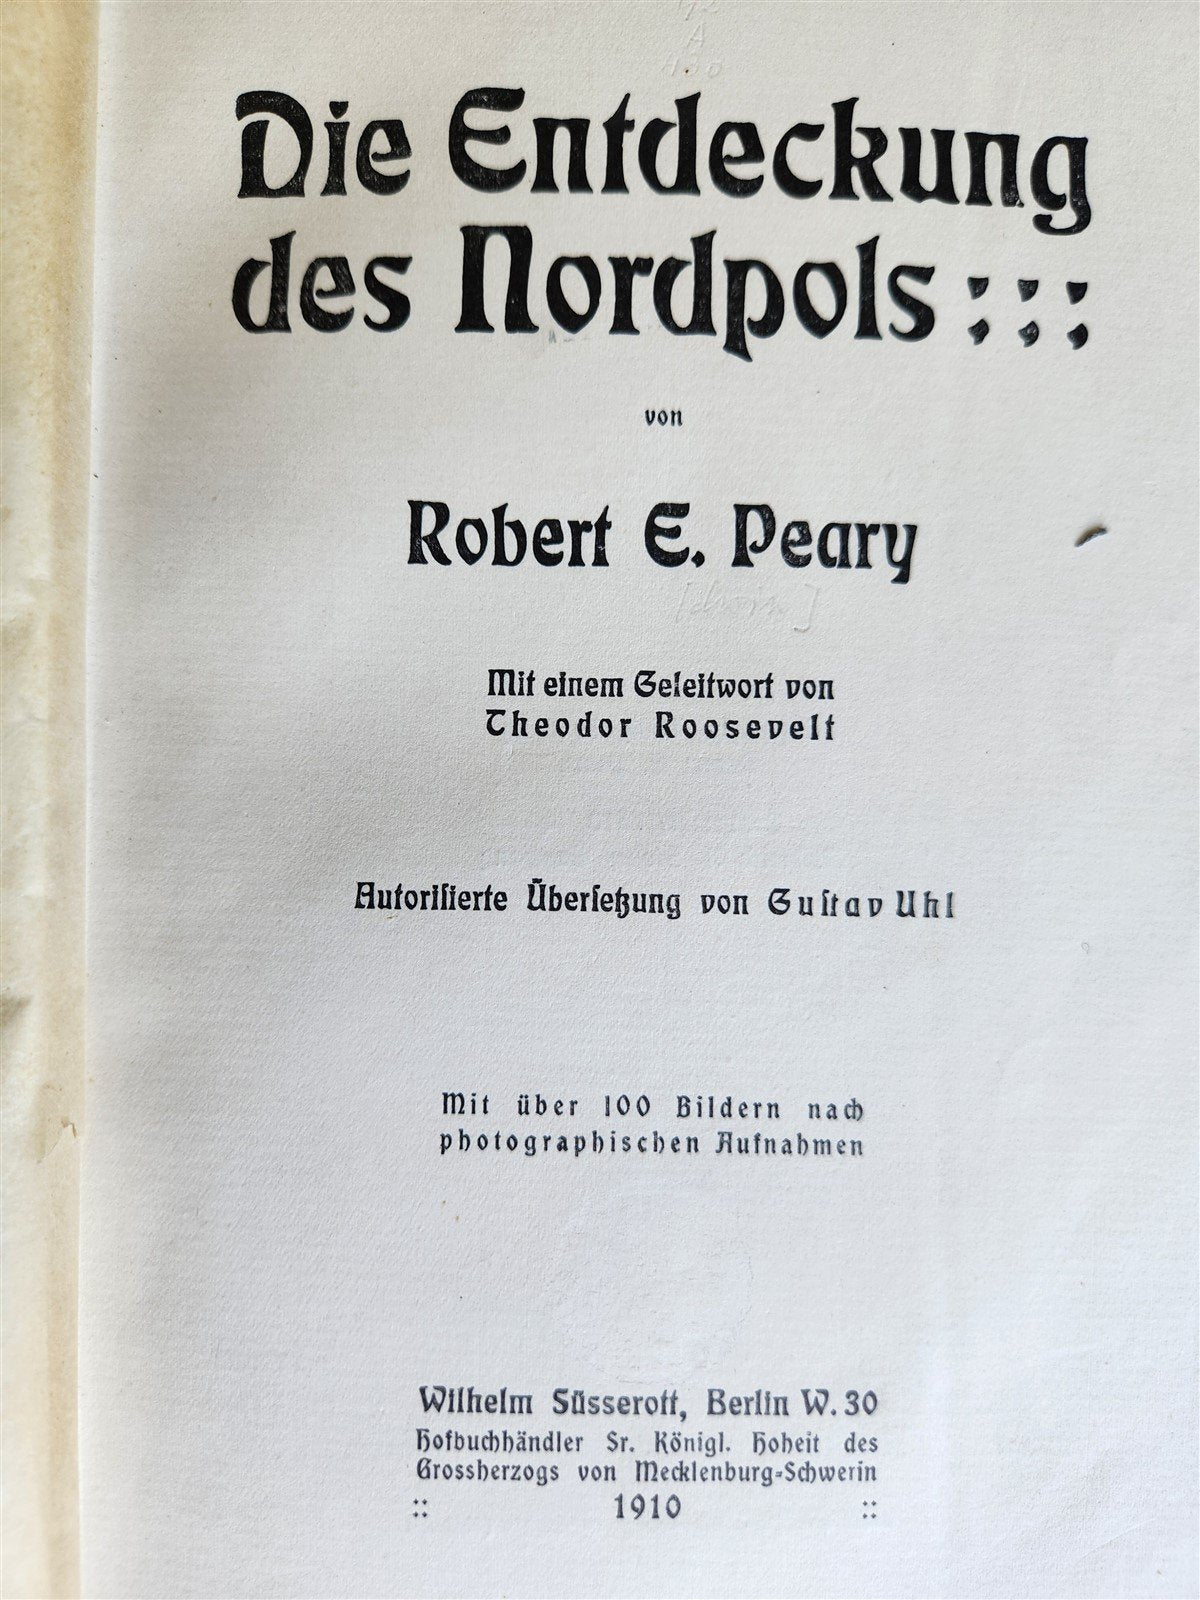 Die Entdeckung
des Nordpols : ; ;
von
Robert E. Peary
Mit einem Geleitwort von
Theodor Roosevelt
Autoriſierte Überſetzung von Guſtav Uhl
Mit über 100 Bildern nach
photographischen Aufnahmen
Wilhelm Süsserott, Berlin W. 30
Hofbuchhändler Sr. Königl. Hoheit des
Grossherzogs von Mecklenburg-Schwerin
:: 1910 ::